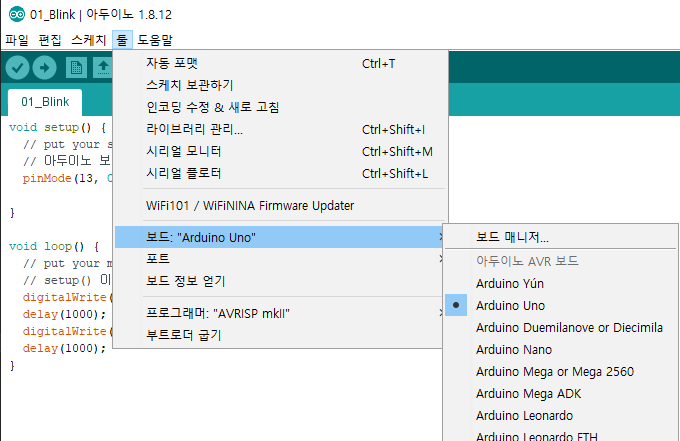 01_Blink | 아두이노 1.8.12
파일 편집 스케치 툴 도움말
01_Blink
void setup() {
// put your s
// 아두이노 보
pinMode(13,
}
void loop() {
// put your m
// setup() 이
digitalWrite(
delay(1000);
digitalWrite(
delay(1000);
}
자동 포맷 Ctrl+T
스케치 보관하기
인코딩 수정 & 새로 고침
라이브러리 관리... Ctrl+Shift+I
시리얼 모니터 Ctrl+Shift+M
시리얼 플로터 Ctrl+Shift+L
WiFi101 / WiFiNINA Firmware Updater
보드: "Arduino Uno"
포트
보드 정보 얻기
프로그래머: "AVRISP mkII"
부트로더 굽기
보드 매니저...
아두이노 AVR 보드
Arduino Yún
Arduino Uno
Arduino Duemilanove or Diecimila
Arduino Nano
Arduino Mega or Mega 2560
Arduino Mega ADK
Arduino Leonardo
Arduino Leonardo ETH